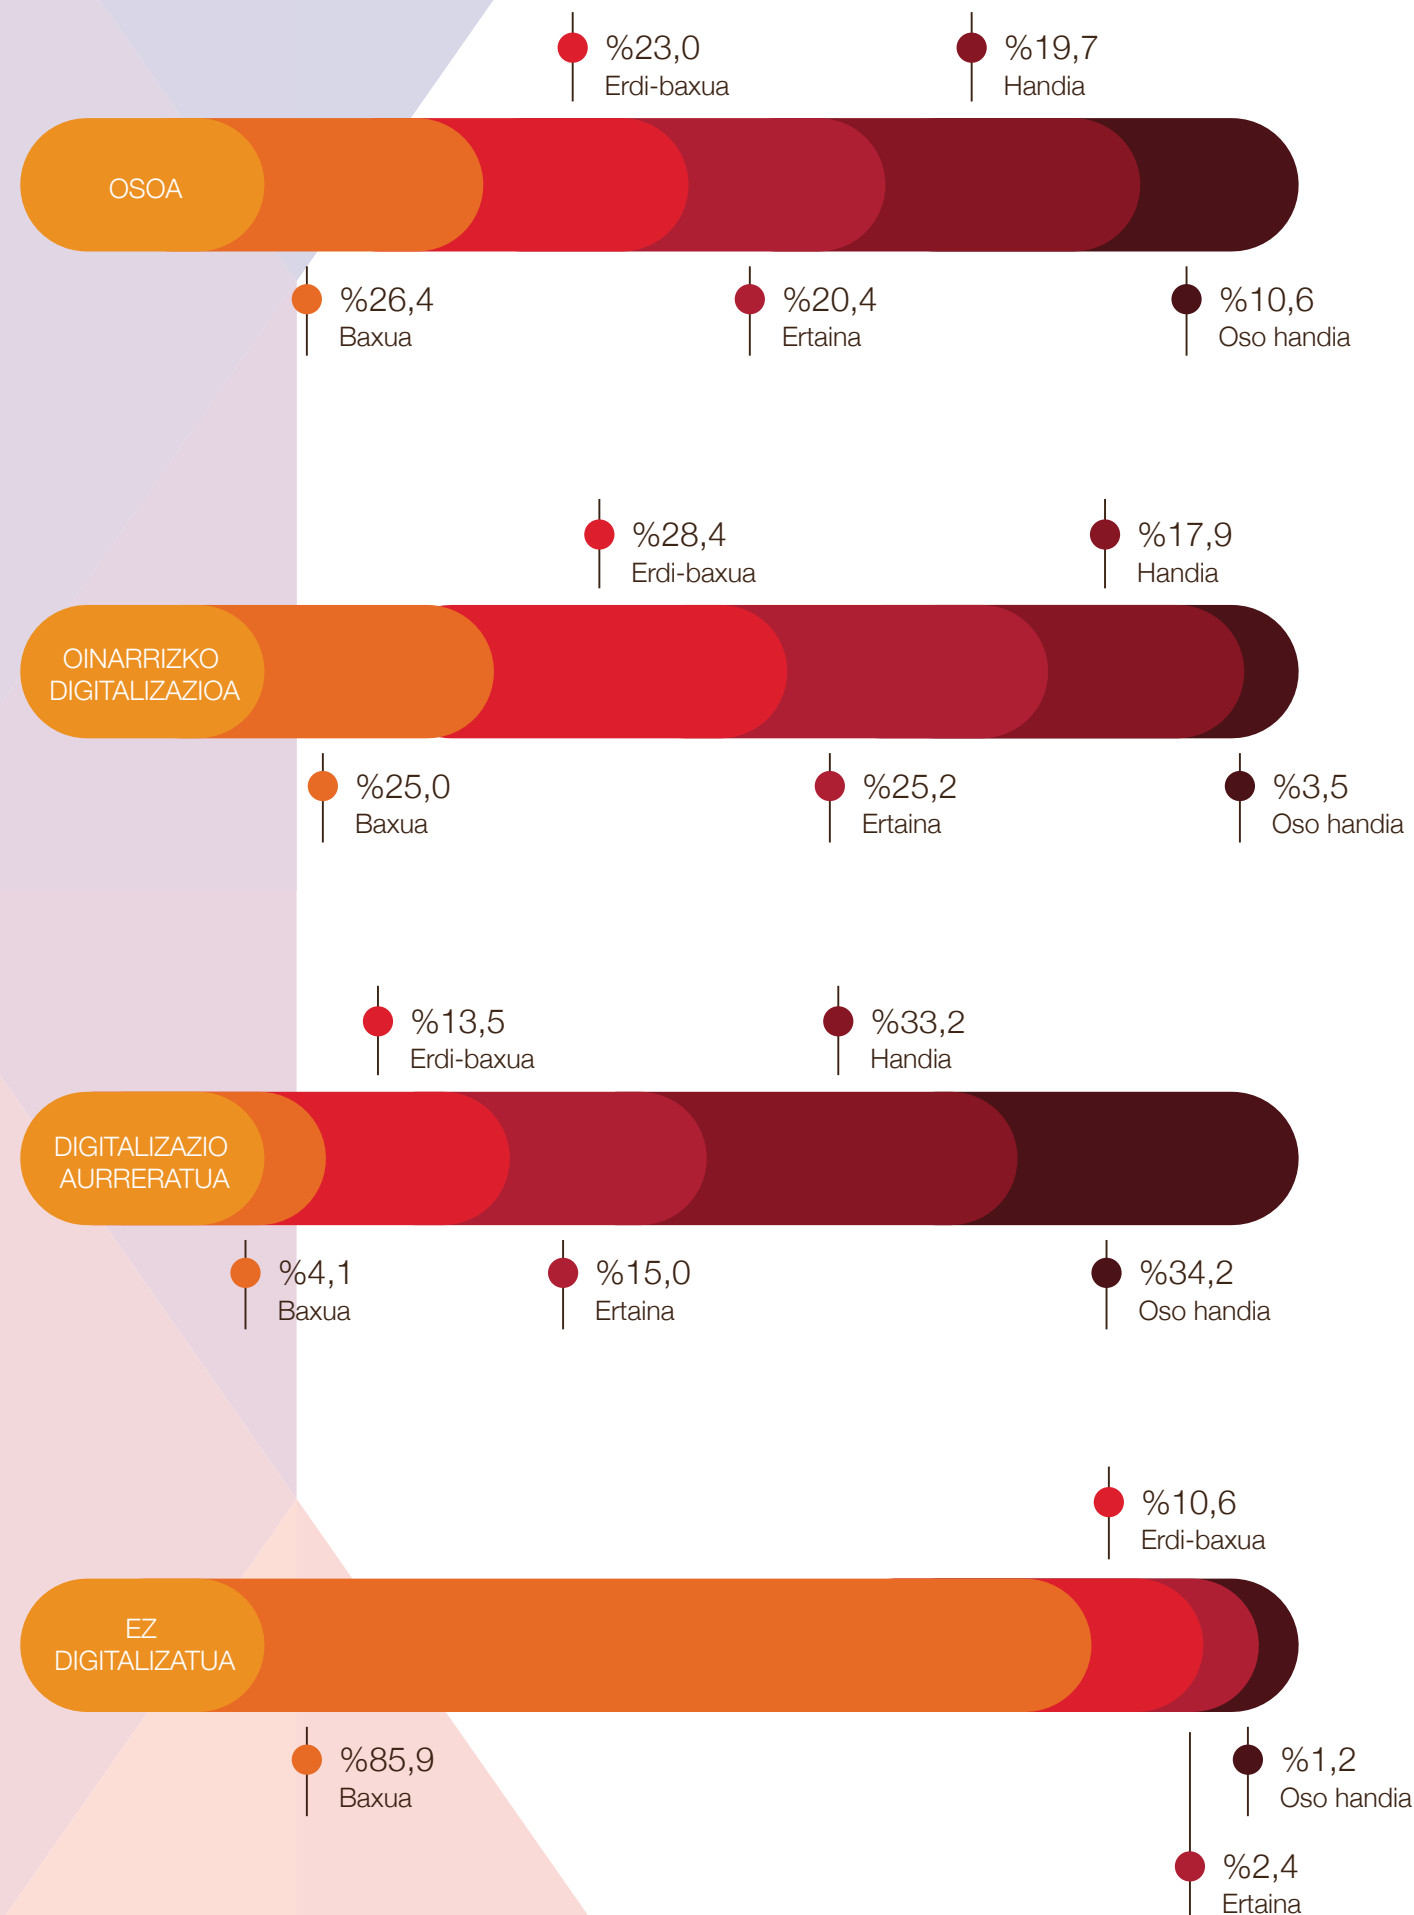 %23,0
Erdi-baxua
%19,7
Handia
OSOA
%26,4
Baxua
%20,4
Ertaina
%10,6
Oso handia
%28,4
Erdi-baxua
%17,9
Handia
OINARRIZKO
DIGITALIZAZIOA
%25,0
Baxua
%25,2
Ertaina
%3,5
Oso handia
%13,5
Erdi-baxua
%33,2
Handia
DIGITALIZAZIO
AURRERATUA
%4,1
Baxua
%15,0
Ertaina
%34,2
Oso handia
%10,6
Erdi-baxua
EZ
DIGITALIZATUA
%85,9
Baxua
%1,2
Oso handia
%2,4
Ertaina